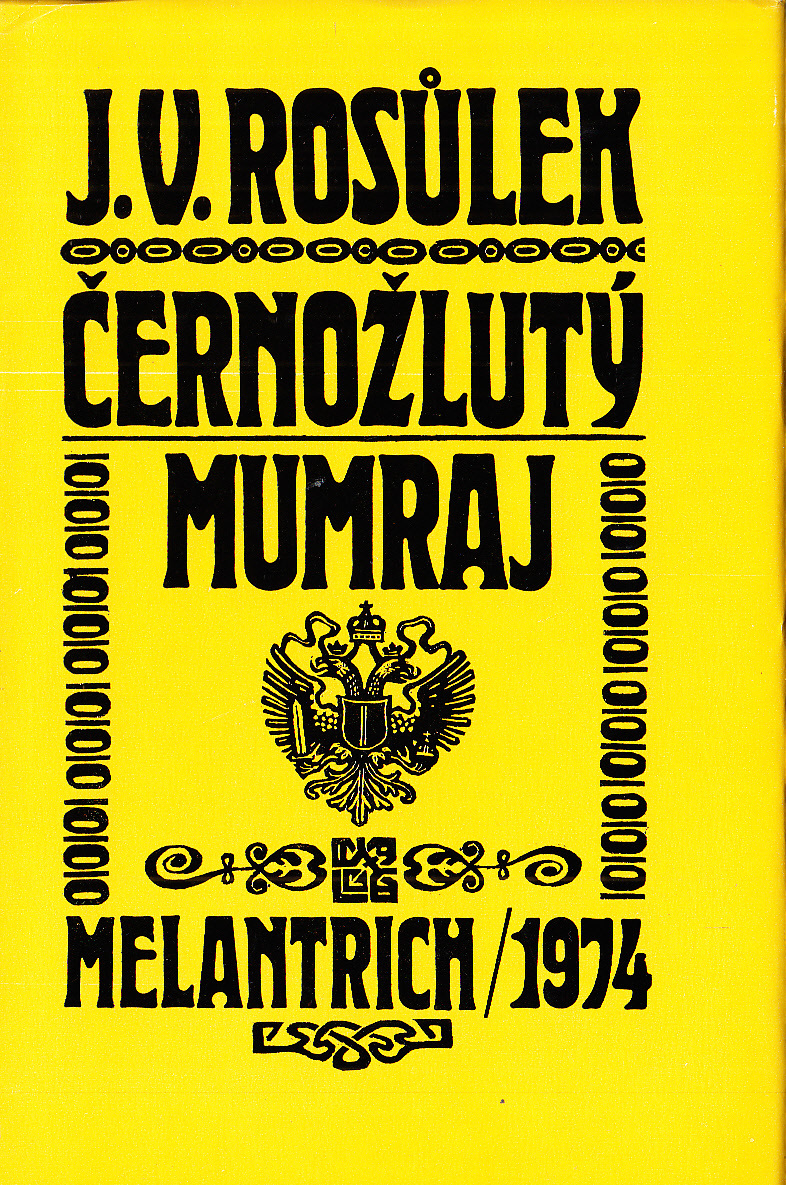 J.V. ROSŮLEK
ČERNOŽLUTÝ
MUMRAJ
MELANTRICH/1974